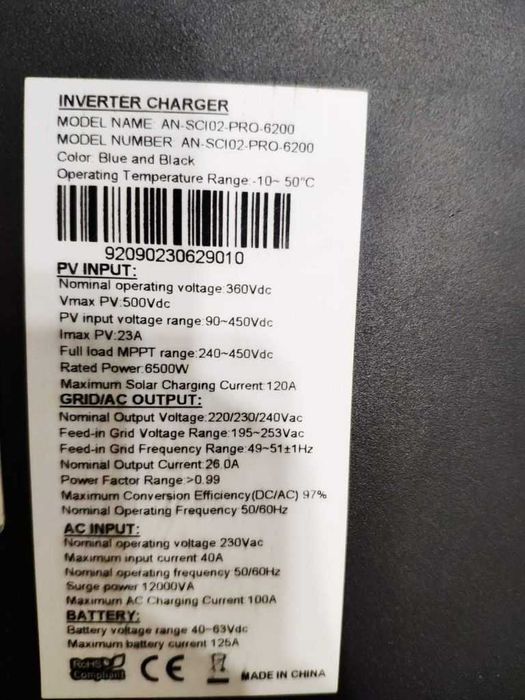 INVERTER CHARGER
MODEL NAME: AN-SCI02-PRO-6200
MODEL NUMBER: AN-SCI02-PRO-6200
Color: Blue and Black
Operating Temperature Range:-10~ 50°C
92090230629010
PV INPUT:
Nominal operating voltage:360Vdc
Vmax PV:500Vdc
PV input voltage range:90~450Vdc
Imax PV:23A
Full load MPPT range:240~450Vdc
Rated Power:6500W
Maximum Solar Charging Current:120A
GRID/AC OUTPUT:
Nominal Output Voltage:220/230/240Vac
Feed-in Grid Voltage Range:195~253Vac
Feed-in Grid Frequency Range:49~51±1Hz
Nominal Output Current:26.0A
Power Factor Range:>0.99
Maximum Conversion Efficiency(DC/AC) 97%
Nominal Operating Frequency 50/60Hz
AC INPUT:
Nominal operating voltage 230Vac
Maximum input current 40A
Nominal operating frequency 50/60Hz
Surge power 12000VA
Maximum AC Charging Current 100A
BATTERY:
Battery voltage range 40~63Vdc
Maximum battery current 125A
RoHS
Compliant
CE
MADE IN CHINA